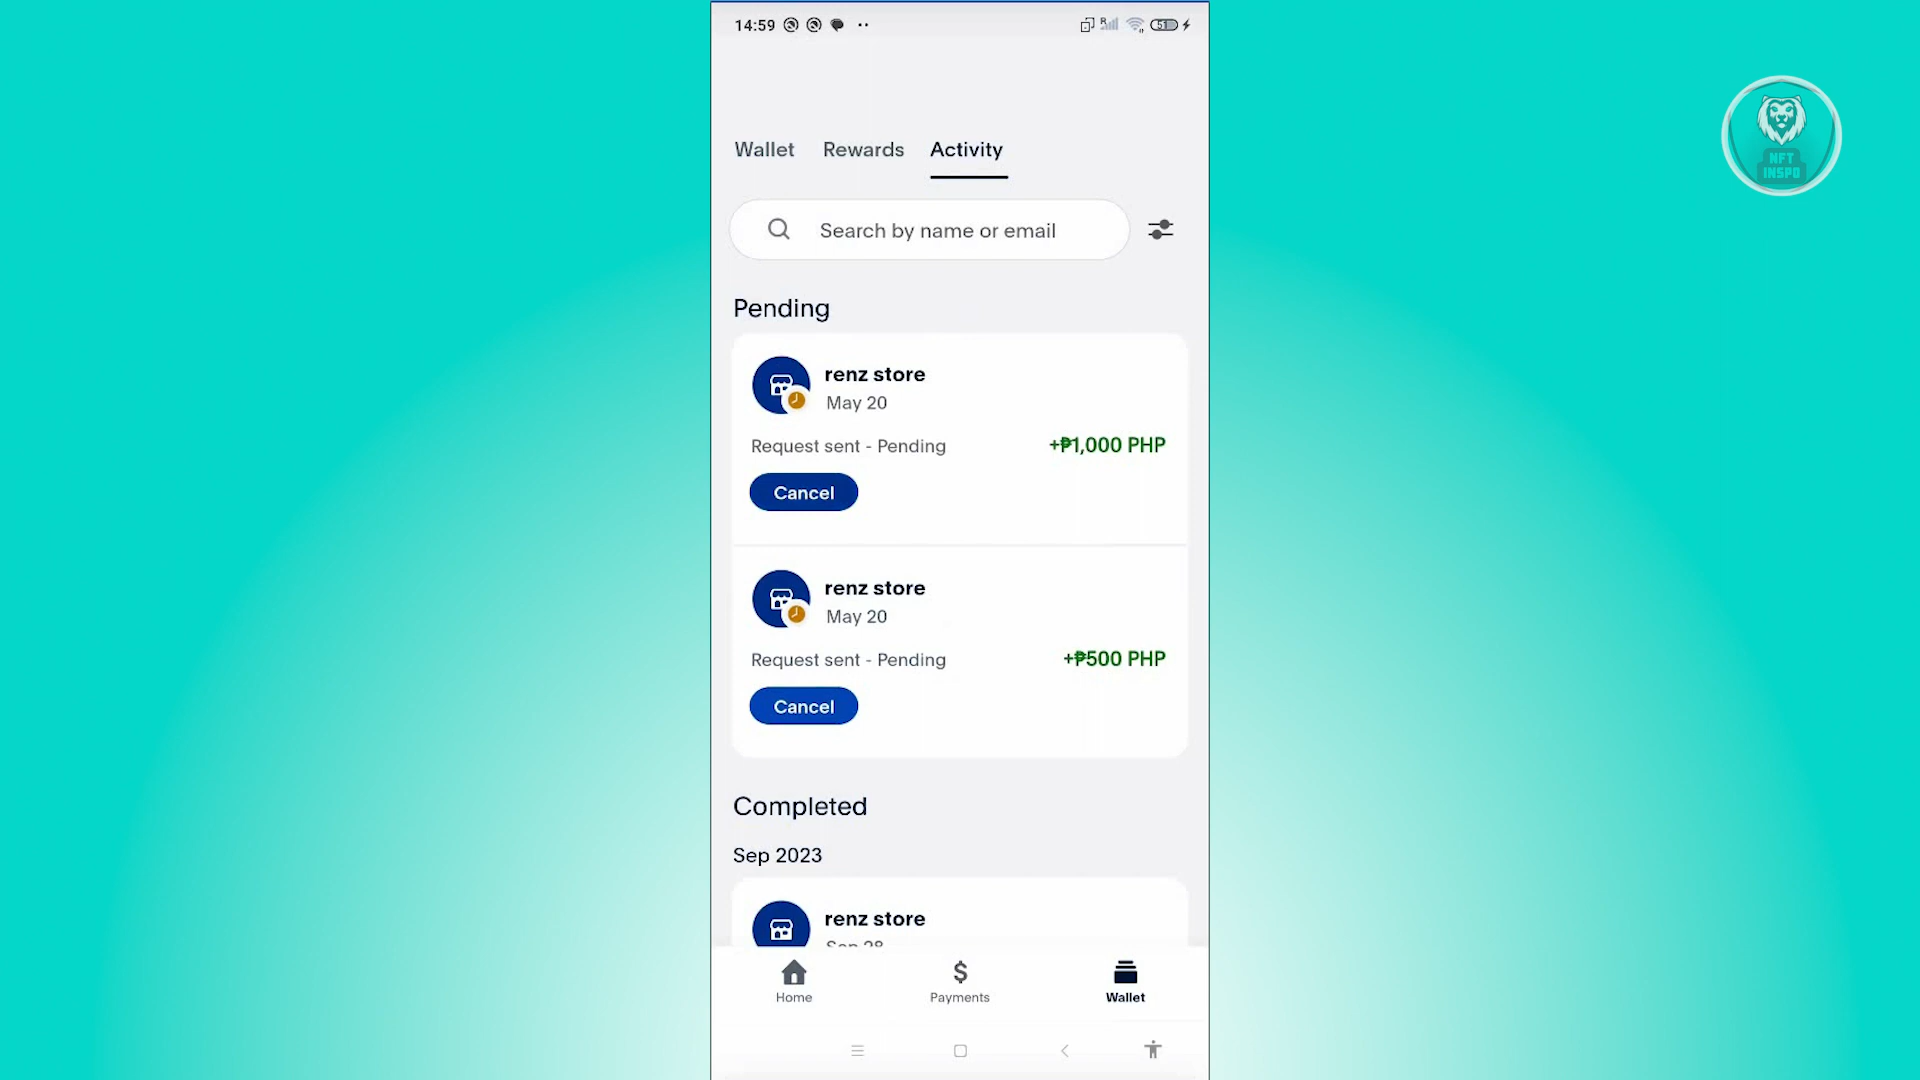 14:59
R
51
NFT
INSPO
Wallet Rewards Activity
Search by name or email
Pending
renz store
May 20
Request sent - Pending +₱1,000 PHP
Cancel
renz store
May 20
Request sent - Pending +₱500 PHP
Cancel
Completed
Sep 2023
renz store
Sep 28
Home Payments Wallet